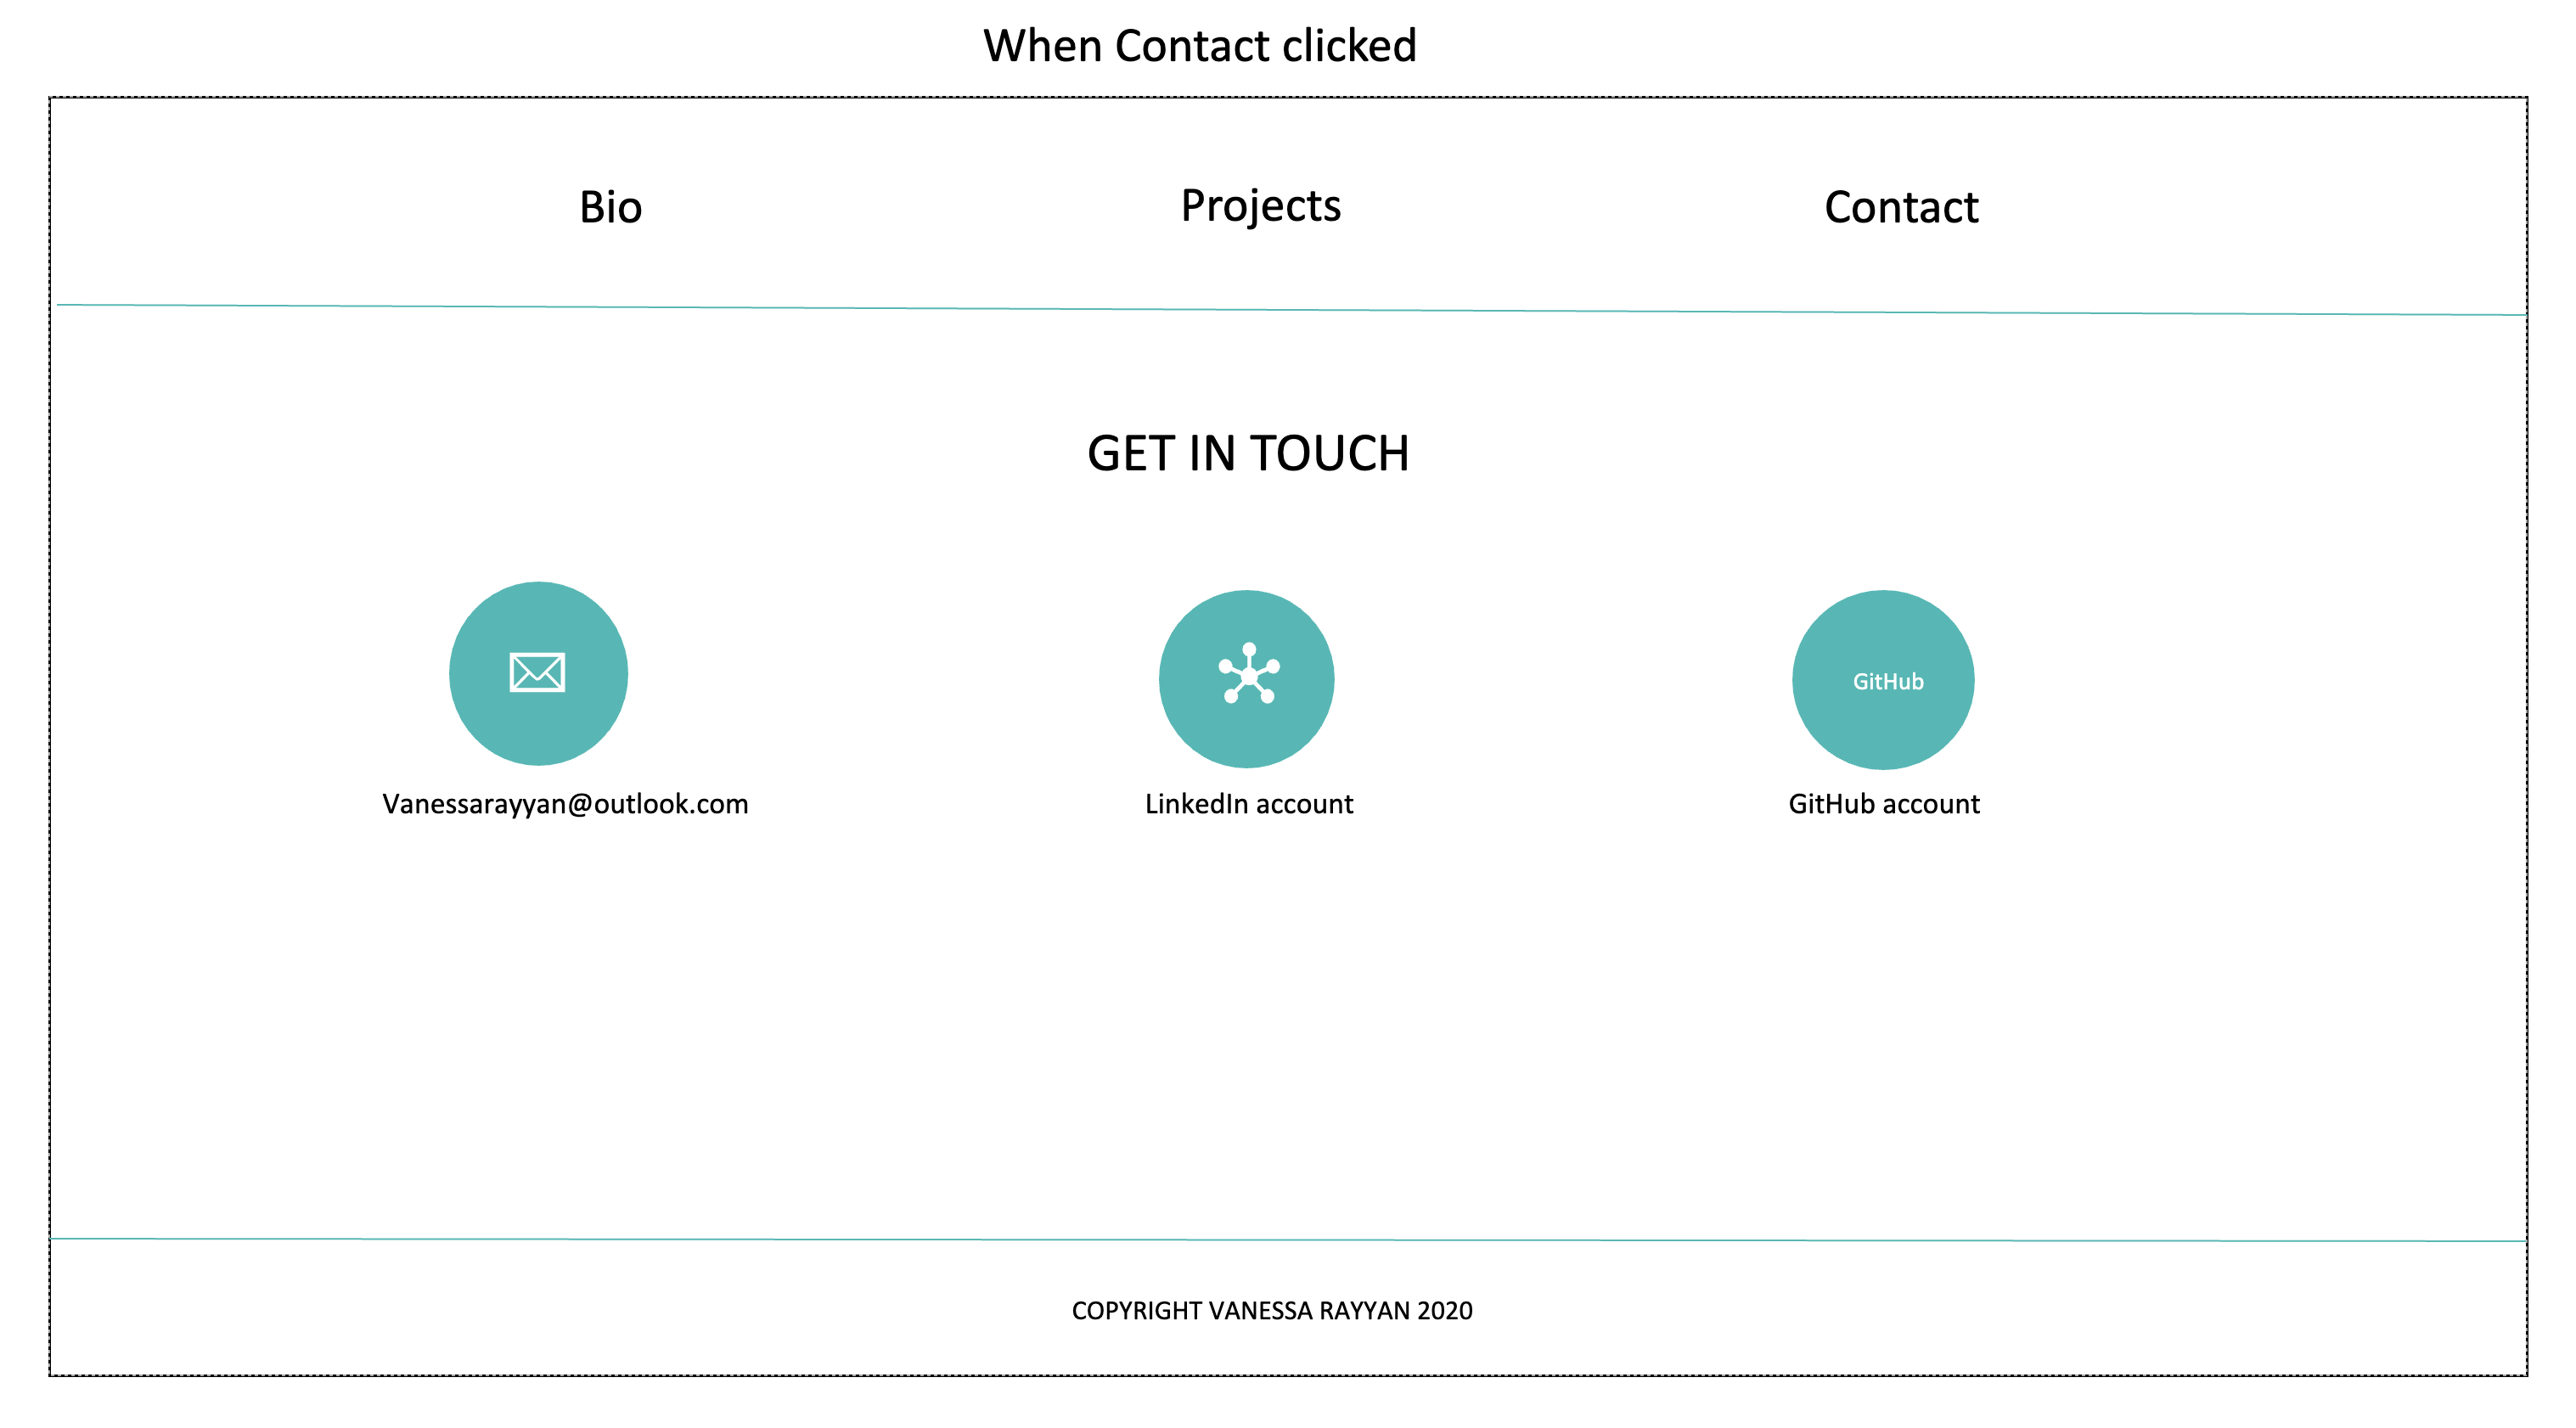 When Contact clicked
Bio Projects Contact
GET IN TOUCH
GitHub
Vanessarayyan@outlook.com LinkedIn account GitHub account
COPYRIGHT VANESSA RAYYAN 2020